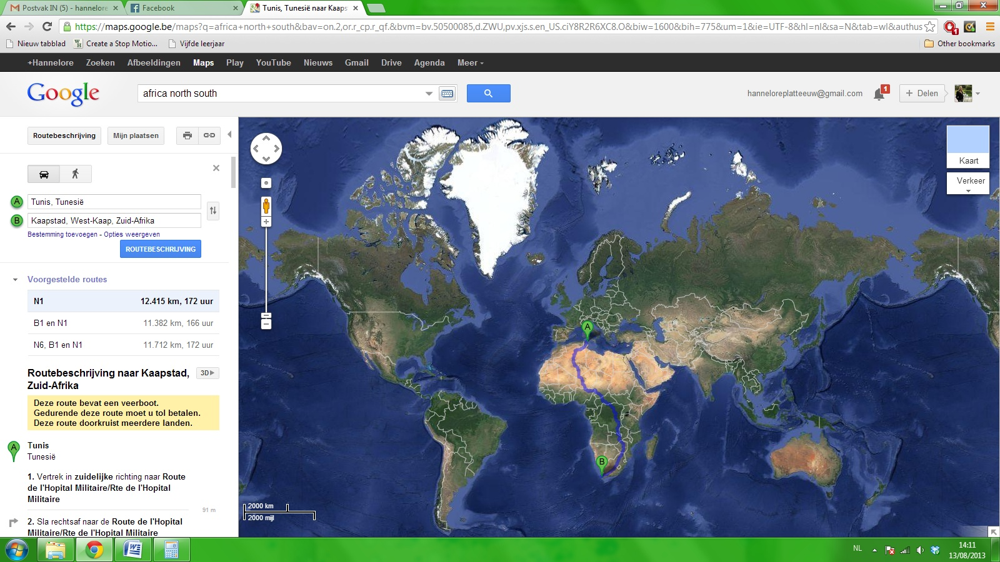 Postvak IN (5) - hannelore
Facebook
Tunis, Tunesië naar Kaaps
https://maps.google.be/maps?q=africa+north+south&bav=on.2,or.r_cp.r_qf.&bvm=bv.50500085,d.ZWU,pv.xjs.s.en_US.ciY8R2R6XC8.O&biw=1600&bih=775&um=1&ie=UTF-8&hl=nl&sa=N&tab=wl&authus
1
Nieuw tabblad
Create a Stop Motio...
Vijfde leerjaar
Other bookmarks
+Hannelore Zoeken Afbeeldingen Maps Play YouTube Nieuws Gmail Drive Agenda Meer
Google
africa north south
hanneloreplatteeuw@gmail.com
1
+ Delen
Routebeschrijving
Mijn plaatsen
Kaart
Verkeer
A Tunis, Tunesië
B Kaapstad, West-Kaap, Zuid-Afrika
Bestemming toevoegen - Opties weergeven
ROUTEBESCHRIJVING
Voorgestelde routes
N1 12.415 km, 172 uur
B1 en N1 11.382 km, 166 uur
N6, B1 en N1 11.712 km, 172 uur
Routebeschrijving naar Kaapstad,
Zuid-Afrika
3D
Deze route bevat een veerboot.
Gedurende deze route moet u tol betalen.
Deze route doorkruist meerdere landen.
A Tunis
Tunesië
1. Vertrek in zuidelijke richting naar Route
de l'Hopital Militaire/Rte de l'Hopital
Militaire
91 m
2. Sla rechtsaf naar de Route de l'Hopital
Militaire/Rte de l'Hopital Militaire
A
B
2000 km
2000 mijl
NL
14:11
13/08/2013